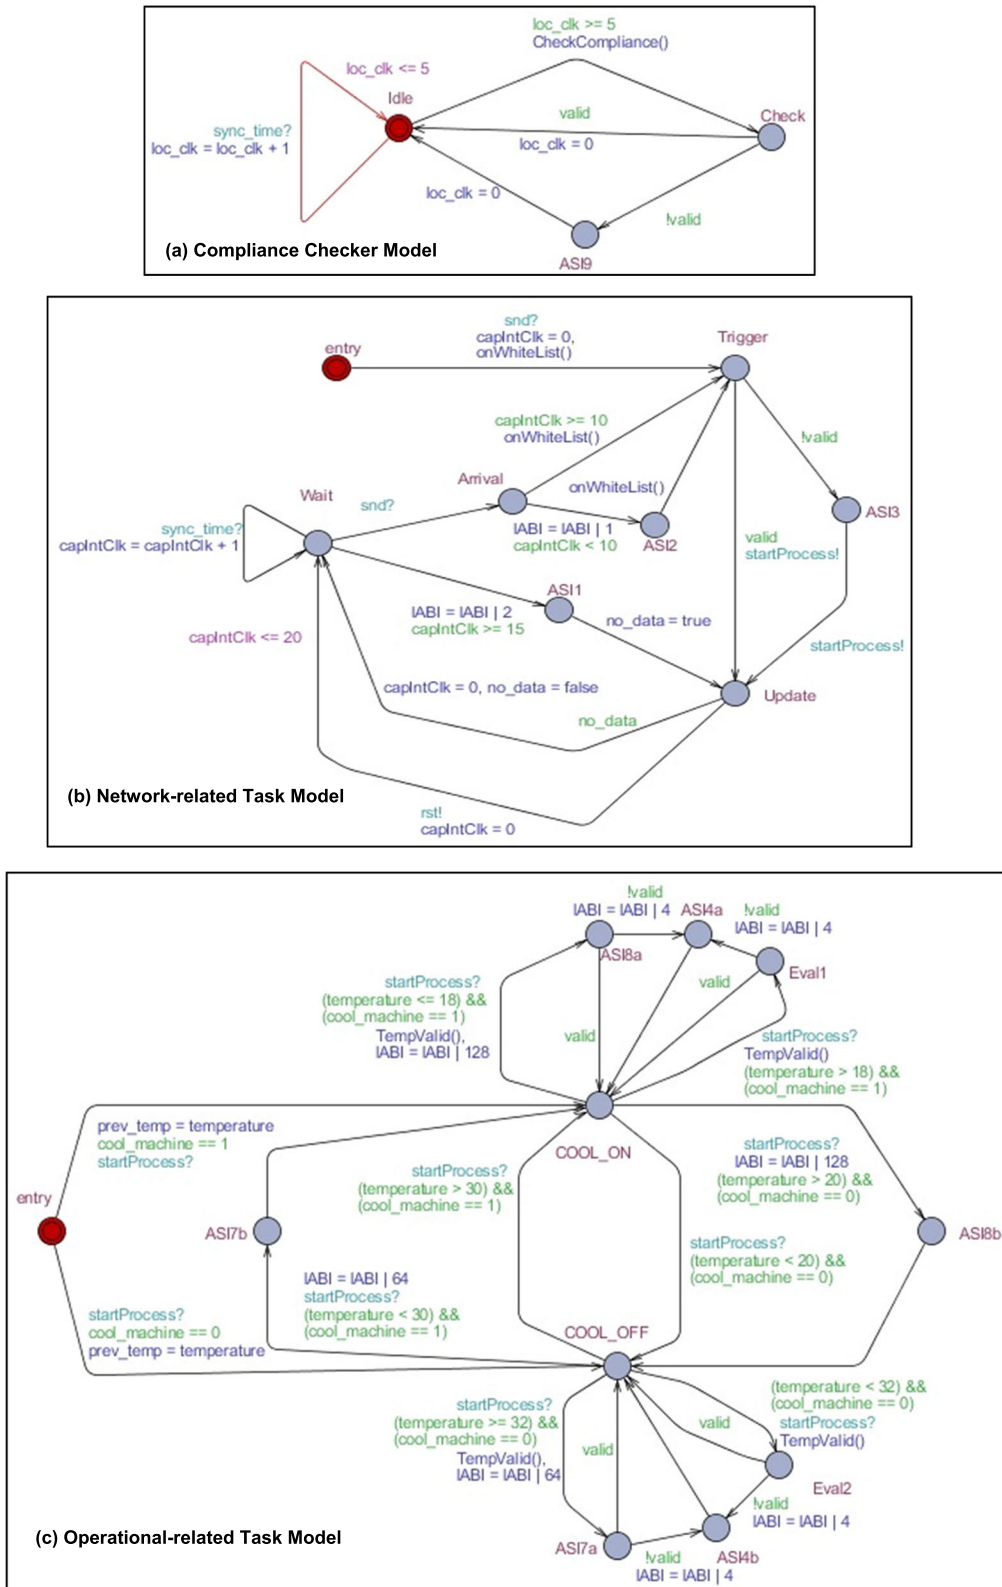 loc_clk >= 5
CheckCompliance()
loc_clk <= 5
Idle
valid
Check
sync_time?
loc_clk = loc_clk + 1
loc_clk = 0
loc_clk = 0
!valid
(a) Compliance Checker Model
ASI9
snd?
capIntClk = 0,
onWhiteList()
entry
Trigger
capIntClk >= 10
onWhiteList()
!valid
Arrival
onWhiteList()
Wait
snd?
ASI3
sync_time?
capIntClk = capIntClk + 1
IABI = IABI | 1
capIntClk < 10
ASI2
valid
startProcess!
ASI1
IABI = IABI | 2
capIntClk >= 15
no_data = true
capIntClk <= 20
startProcess!
capIntClk = 0, no_data = false
Update
no_data
(b) Network-related Task Model
rst!
capIntClk = 0
!valid
IABI = IABI | 4
ASI4a
!valid
IABI = IABI | 4
ASI8a
Eval1
startProcess?
(temperature <= 18) &&
(cool_machine == 1)
TempValid(),
IABI = IABI | 128
valid
valid
startProcess?
TempValid()
(temperature > 18) &&
(cool_machine == 1)
prev_temp = temperature
cool_machine == 1
startProcess?
COOL_ON
startProcess?
IABI = IABI | 128
(temperature > 20) &&
(cool_machine == 0)
startProcess?
(temperature > 30) &&
(cool_machine == 1)
entry
ASI7b
ASI8b
startProcess?
(temperature < 20) &&
(cool_machine == 0)
IABI = IABI | 64
startProcess?
(temperature < 30) &&
(cool_machine == 1)
startProcess?
cool_machine == 0
prev_temp = temperature
COOL_OFF
startProcess?
(temperature >= 32) &&
(cool_machine == 0)
TempValid(),
IABI = IABI | 64
valid
valid
(temperature < 32) &&
(cool_machine == 0)
startProcess?
TempValid()
Eval2
!valid
IABI = IABI | 4
(c) Operational-related Task Model
ASI7a
!valid
IABI = IABI | 4
ASI4b